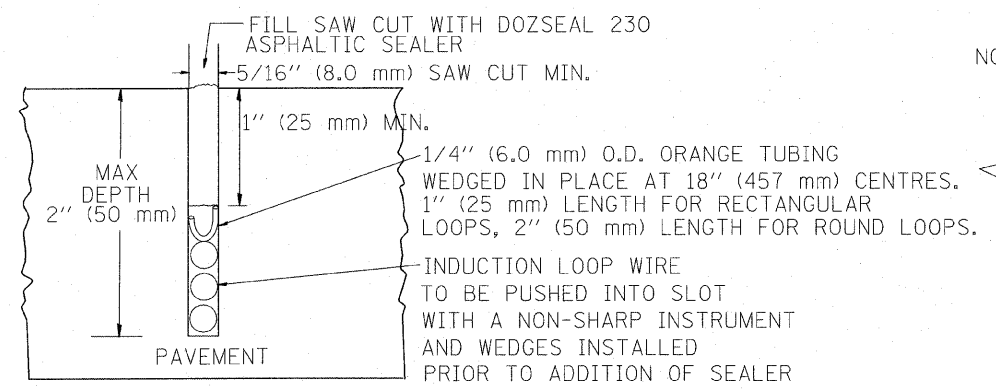 FILL SAW CUT WITH DOZSEAL 230
ASPHALTIC SEALER
5/16'' (8.0 mm) SAW CUT MIN.
NO
1'' (25 mm) MIN.
MAX
DEPTH
2'' (50 mm)
1/4'' (6.0 mm) O.D. ORANGE TUBING
WEDGED IN PLACE AT 18'' (457 mm) CENTRES.
1'' (25 mm) LENGTH FOR RECTANGULAR
LOOPS, 2'' (50 mm) LENGTH FOR ROUND LOOPS.
INDUCTION LOOP WIRE
TO BE PUSHED INTO SLOT
WITH A NON-SHARP INSTRUMENT
AND WEDGES INSTALLED
PRIOR TO ADDITION OF SEALER
PAVEMENT